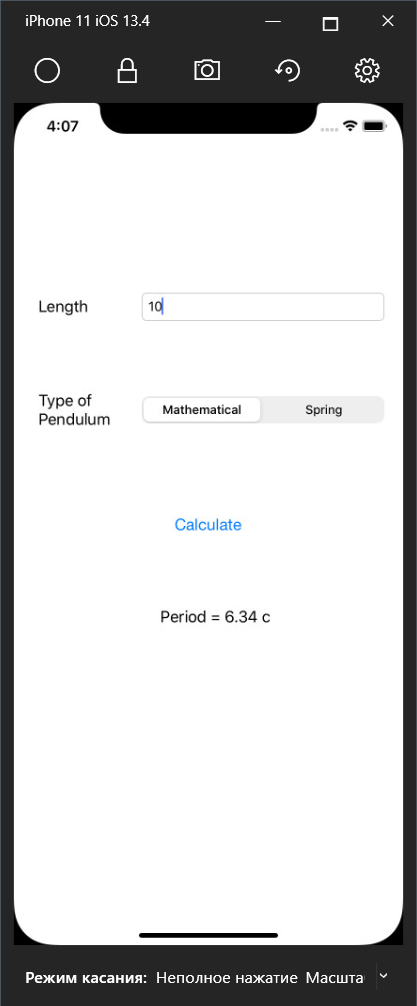 iPhone 11 iOS 13.4
4:07
Length
10
Type of
Pendulum
Mathematical
Spring
Calculate
Period = 6.34 c
Режим касания: Неполное нажатие Масшта